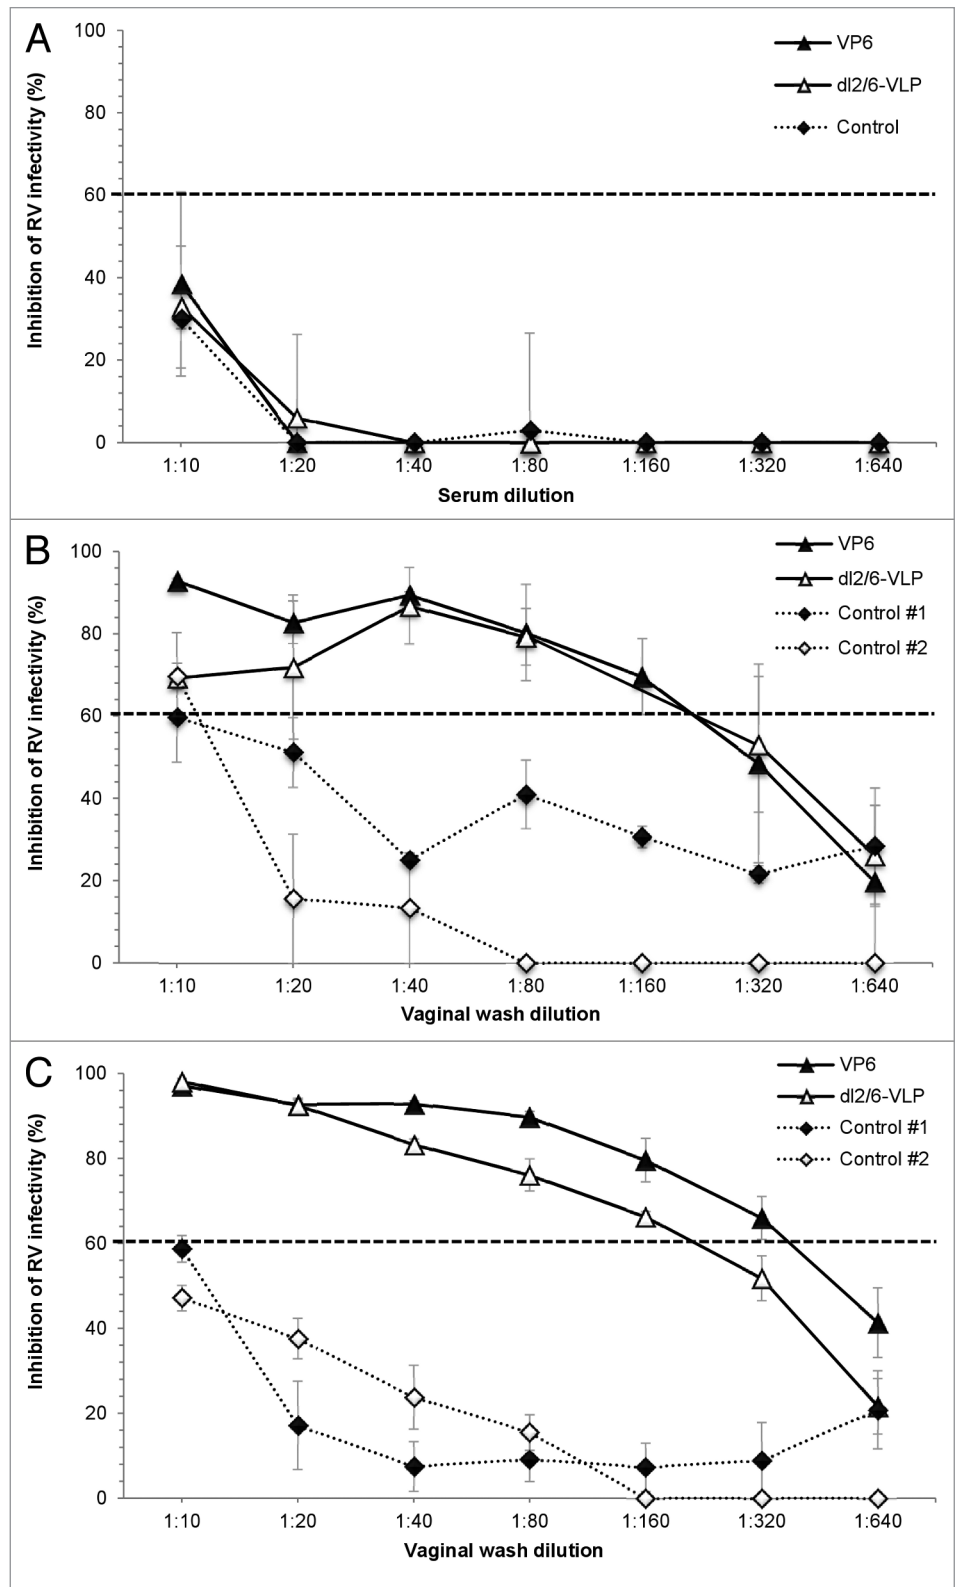 A
Inhibition of RV infectivity (%)
100
80
60
40
20
0
VP6
dl2/6-VLP
Control
1:10 1:20 1:40 1:80 1:160 1:320 1:640
Serum dilution
B
Inhibition of RV infectivity (%)
100
80
60
40
20
0
VP6
dl2/6-VLP
Control #1
Control #2
1:10 1:20 1:40 1:80 1:160 1:320 1:640
Vaginal wash dilution
C
Inhibition of RV infectivity (%)
100
80
60
40
20
0
VP6
dl2/6-VLP
Control #1
Control #2
1:10 1:20 1:40 1:80 1:160 1:320 1:640
Vaginal wash dilution